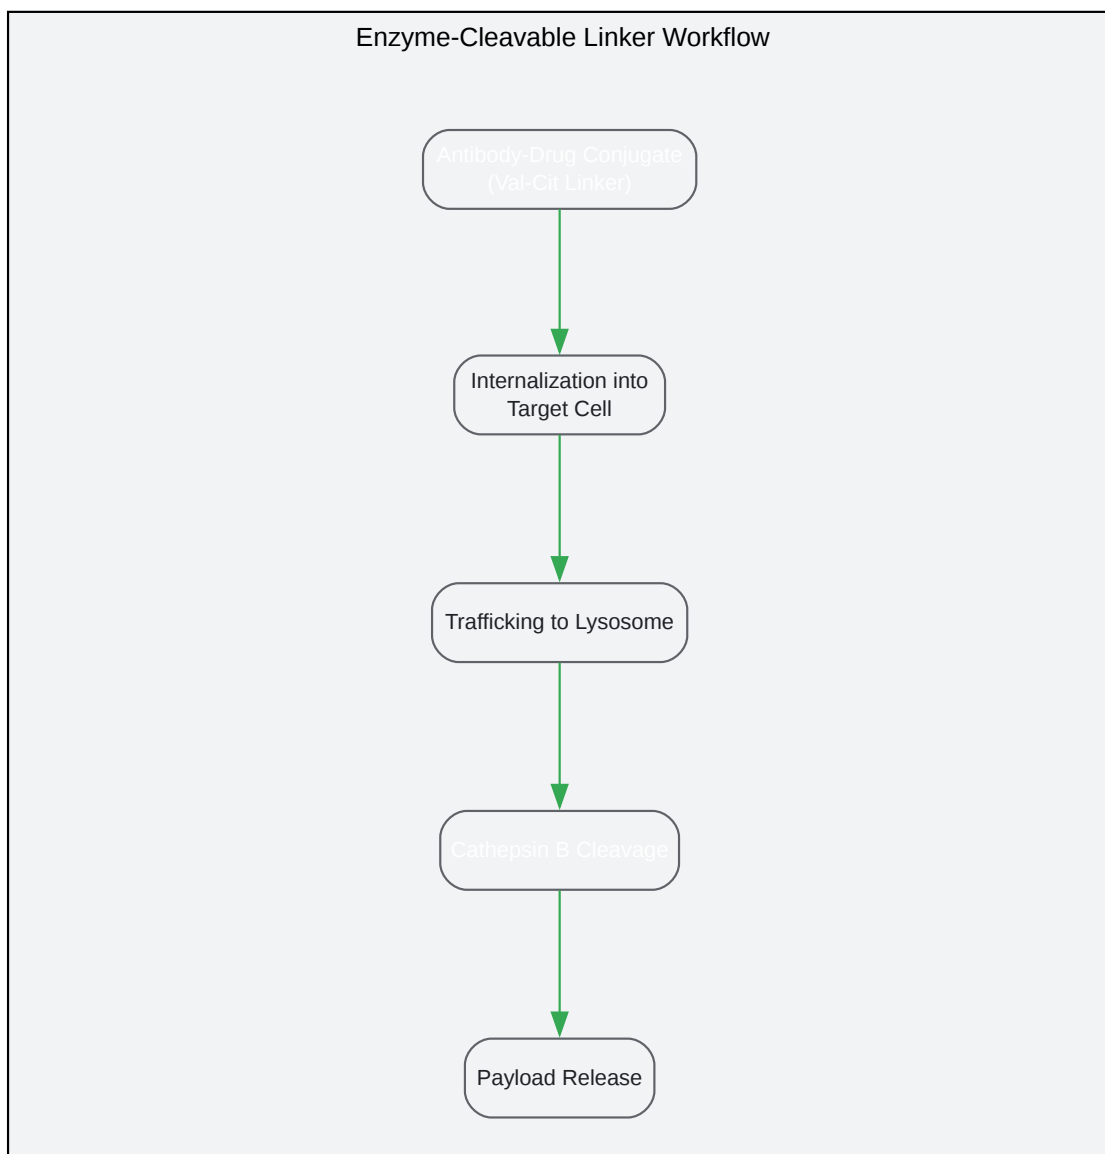 Enzyme-Cleavable Linker Workflow
Antibody-Drug Conjugate
(Val-Cit Linker)
Internalization into
Target Cell
Trafficking to Lysosome
Cathepsin B Cleavage
Payload Release